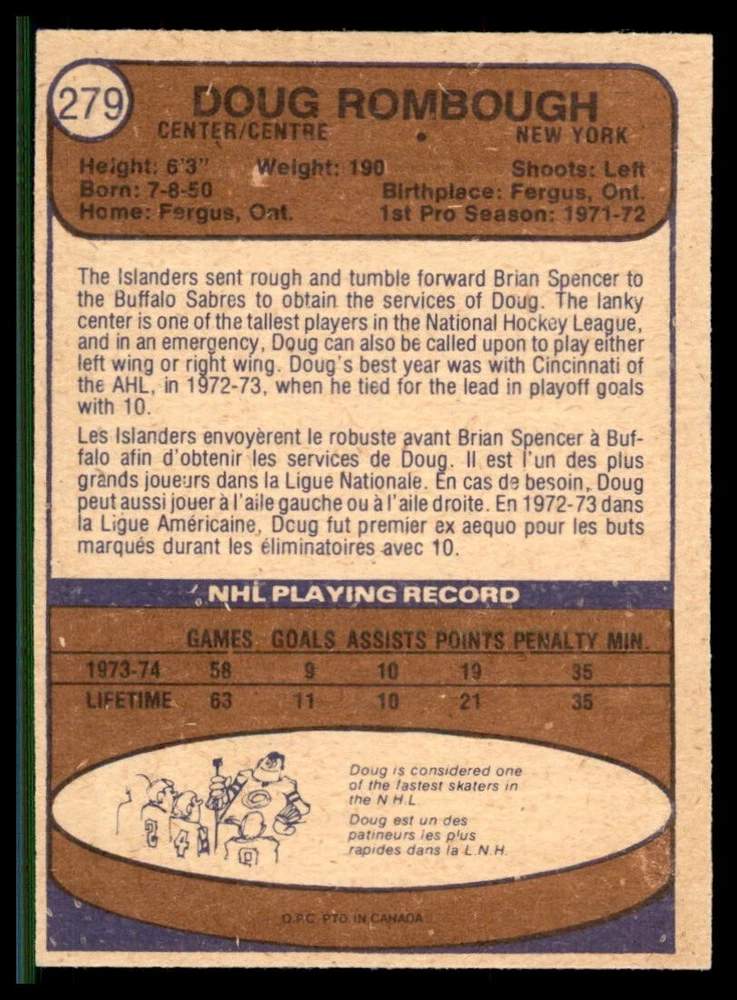 279
DOUG ROMBOUGH
CENTER/CENTRE • NEW YORK
Height: 6'3" Weight: 190 Shoots: Left
Born: 7-8-50 Birthplace: Fergus, Ont.
Home: Fergus, Ont. 1st Pro Season: 1971-72
The Islanders sent rough and tumble forward Brian Spencer to
the Buffalo Sabres to obtain the services of Doug. The lanky
center is one of the tallest players in the National Hockey League,
and in an emergency, Doug can also be called upon to play either
left wing or right wing. Doug's best year was with Cincinnati of
the AHL, in 1972-73, when he tied for the lead in playoff goals
with 10.
Les Islanders envoyèrent le robuste avant Brian Spencer à Buf-
falo afin d'obtenir les services de Doug. Il est l'un des plus
grands joueurs dans la Ligue Nationale. En cas de besoin, Doug
peut aussi jouer à l'aile gauche ou à l'aile droite. En 1972-73 dans
la Ligue Américaine, Doug fut premier ex aequo pour les buts
marqués durant les éliminatoires avec 10.
NHL PLAYING RECORD
GAMES GOALS ASSISTS POINTS PENALTY MIN.
1973-74 58 9 10 19 35
LIFETIME 63 11 10 21 35
Doug is considered one
of the fastest skaters in
the N.H.L.
Doug est un des
patineurs les plus
rapides dans la L.N.H.
2
4
O.P.C. PTD. IN CANADA